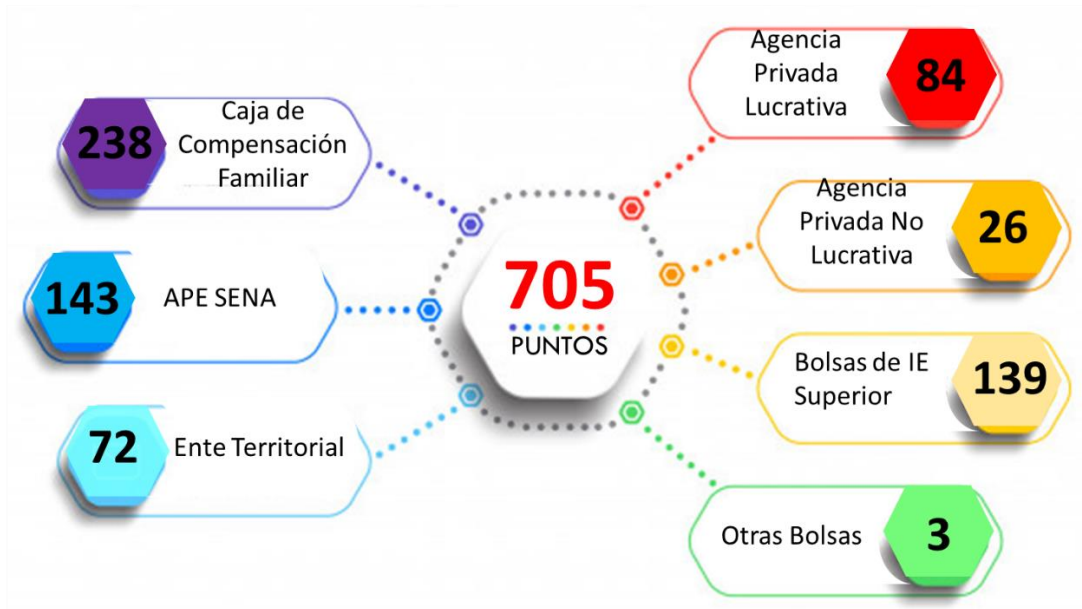 238
Caja de
Compensación
Familiar
143
APE SENA
72
Ente Territorial
705
PUNTOS
Agencia
Privada
Lucrativa
84
Agencia
Privada No
Lucrativa
26
Bolsas de IE
Superior
139
Otras Bolsas
3